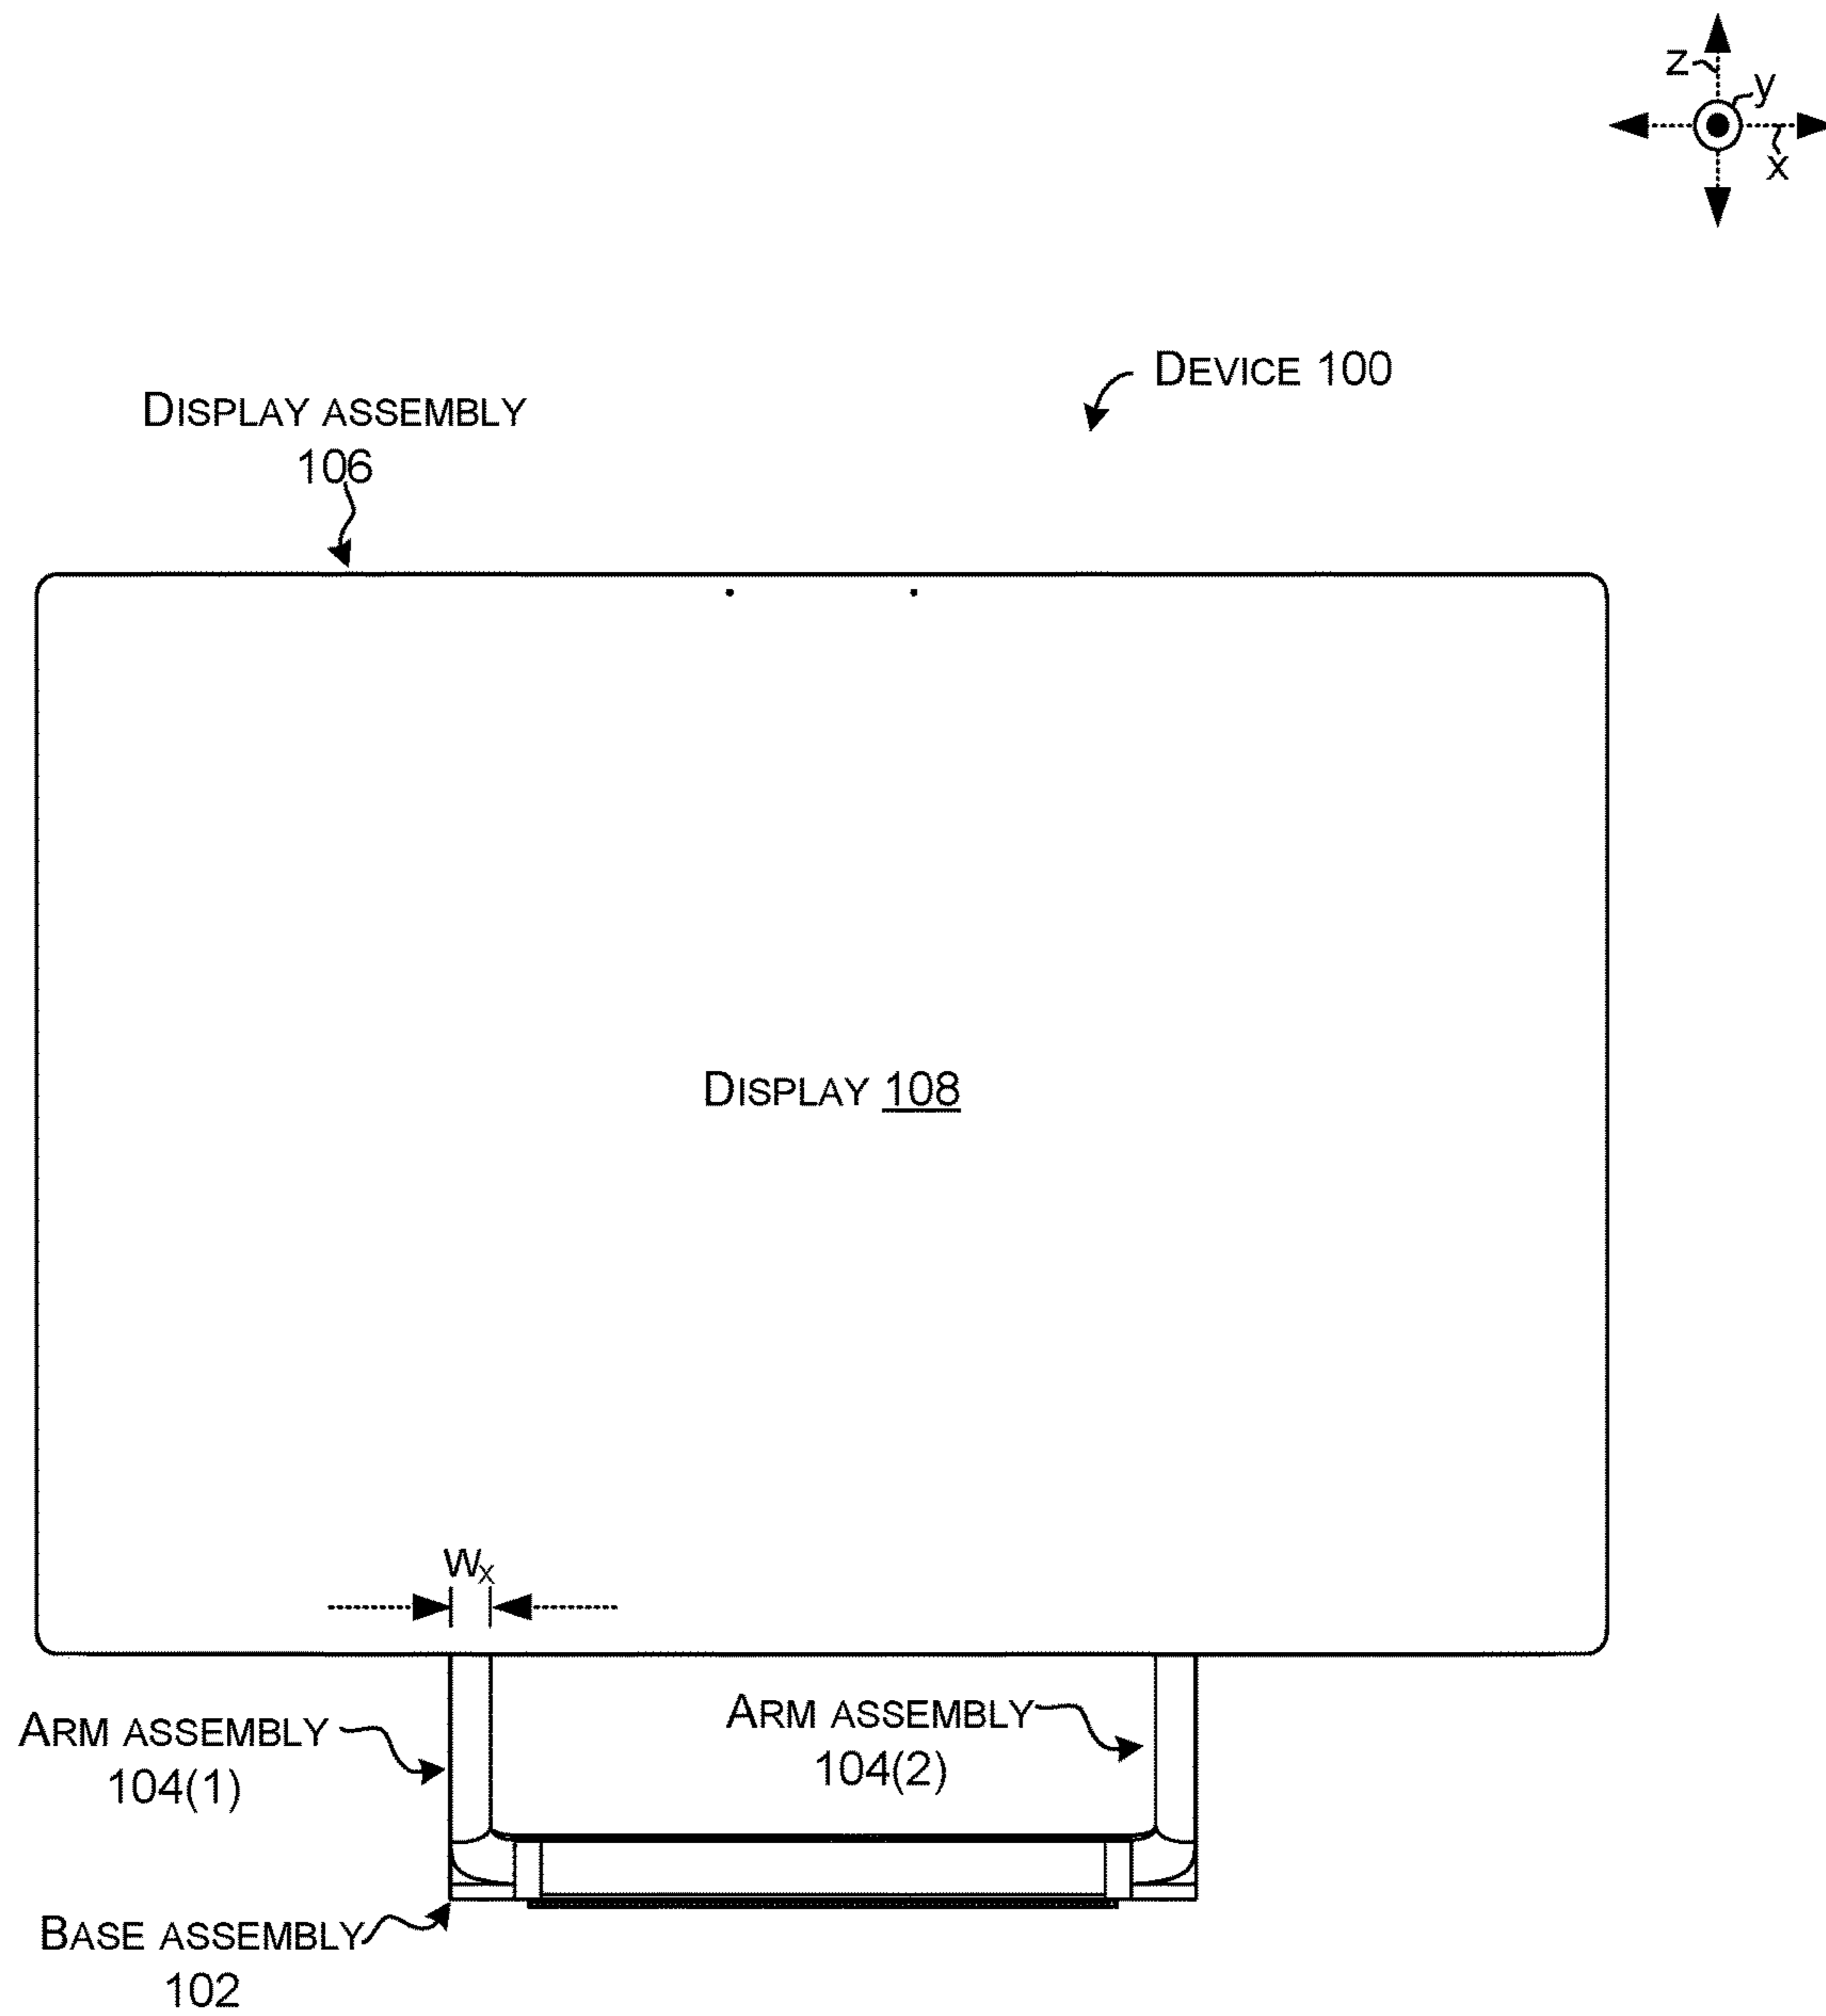 z
y
x
DEVICE 100
DISPLAY ASSEMBLY
106
DISPLAY 108
Wx
ARM ASSEMBLY
104(1)
ARM ASSEMBLY
104(2)
BASE ASSEMBLY
102